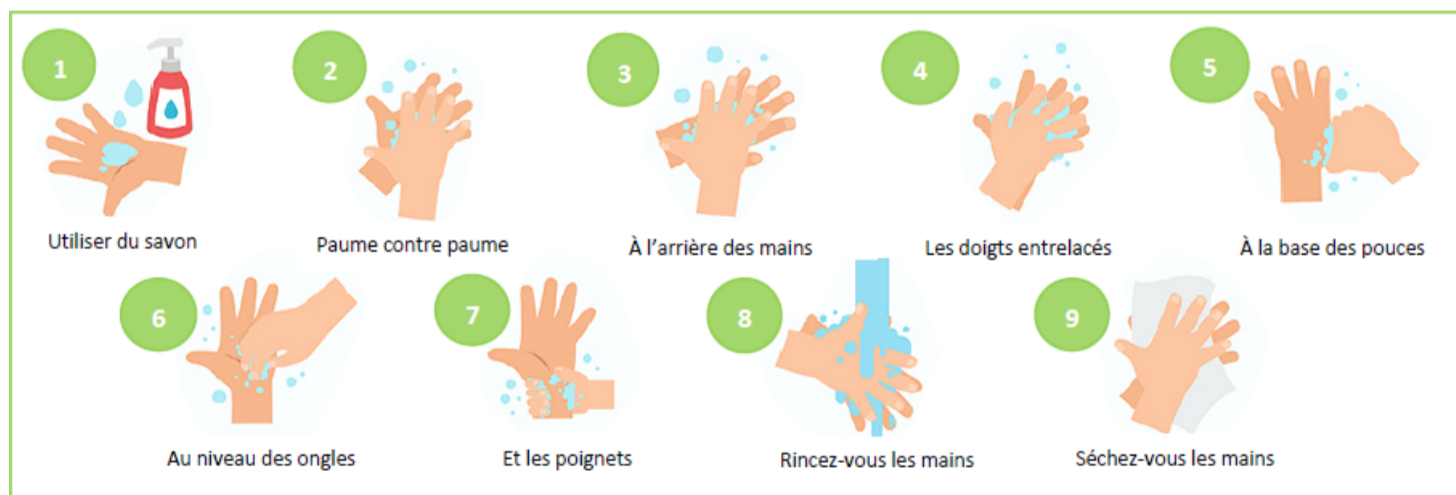 1
Utiliser du savon
2
Paume contre paume
3
À l'arrière des mains
4
Les doigts entrelacés
5
À la base des pouces
6
Au niveau des ongles
7
Et les poignets
8
Rincez-vous les mains
9
Séchez-vous les mains